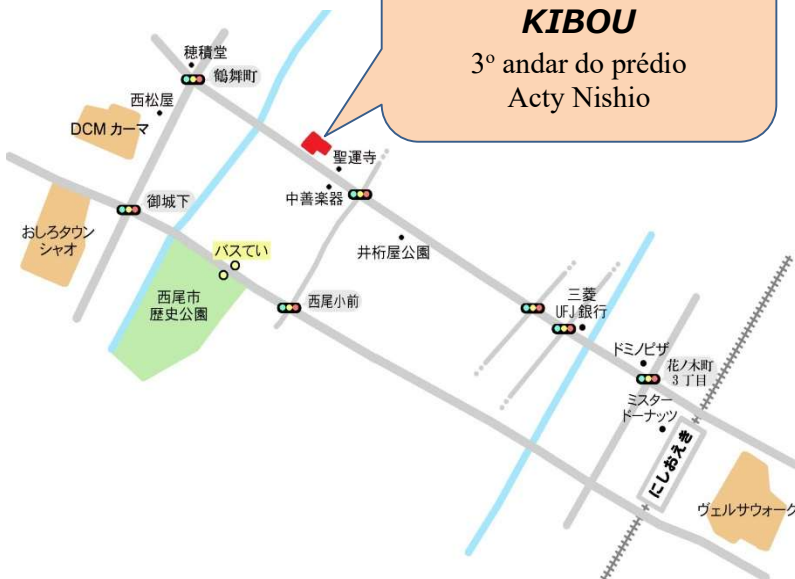 KIBOU
3º andar do prédio
Acty Nishio
穂積堂
鶴舞町
西松屋
DCM カーマ
聖運寺
中善楽器
御城下
おしろタウン
シャオ
バスてい
井桁屋公園
西尾市
歴史公園
西尾小前
三菱
UFJ 銀行
ドミノピザ
花ノ木町
3丁目
ミスター
ドーナッツ
にしおえき
ヴェルサウォーク